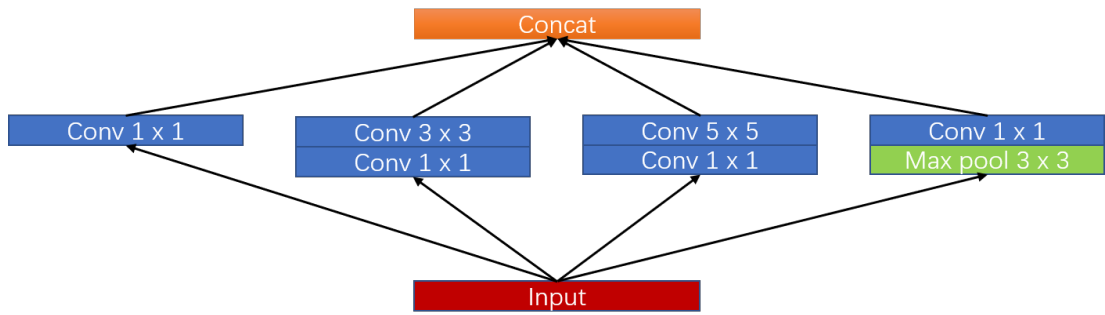 Concat
Conv 1 x 1
Conv 3 x 3
Conv 1 x 1
Conv 5 x 5
Conv 1 x 1
Conv 1 x 1
Max pool 3 x 3
Input